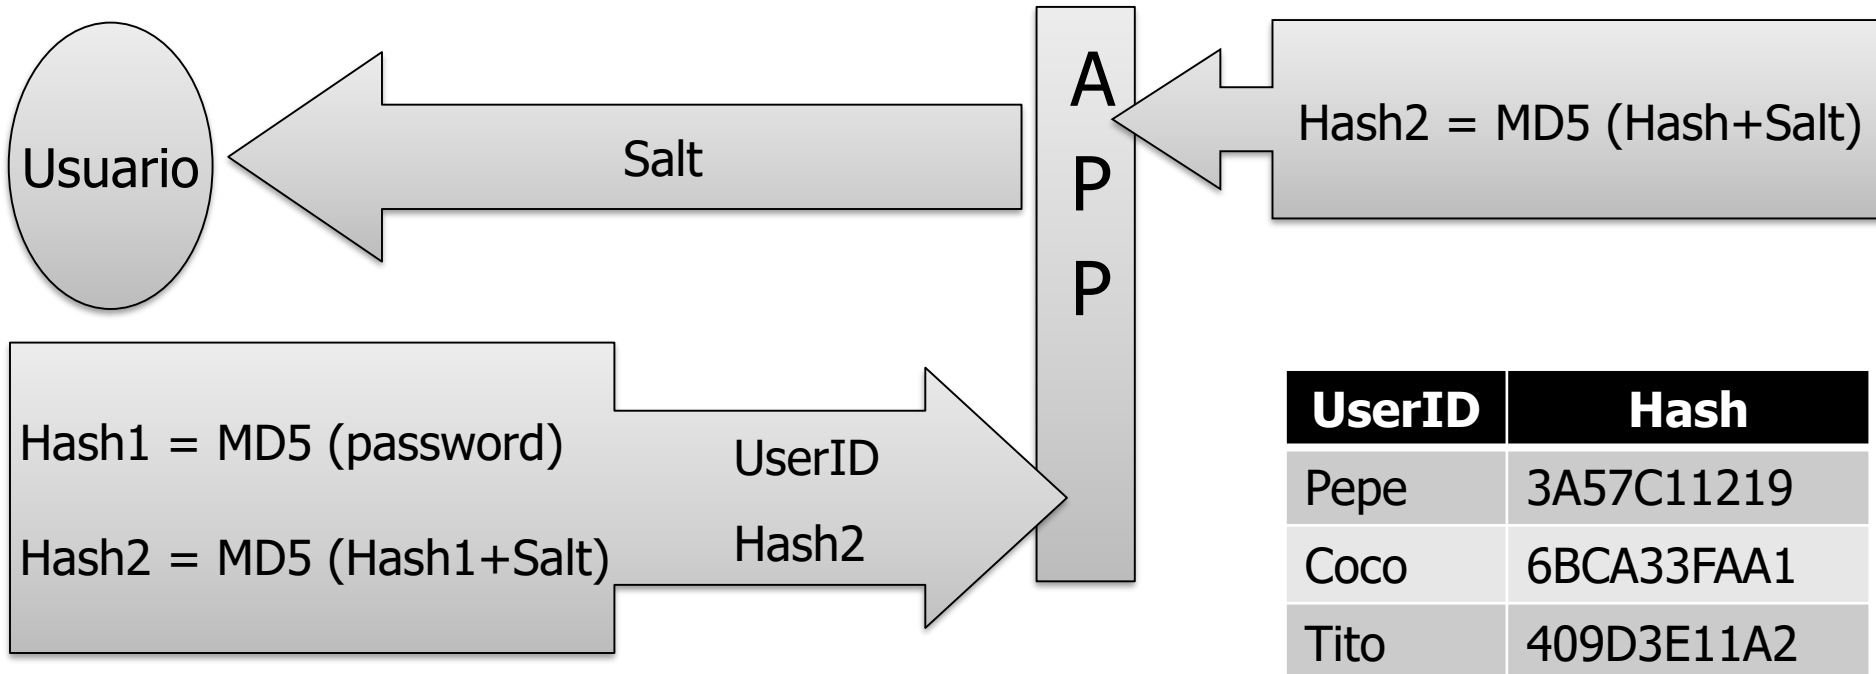 Usuario
Salt
A
P
P
Hash2 = MD5 (Hash+Salt)
Hash1 = MD5 (password)
Hash2 = MD5 (Hash1+Salt)
UserID
Hash2
UserID Hash
Pepe 3A57C11219
Coco 6BCA33FAA1
Tito 409D3E11A2